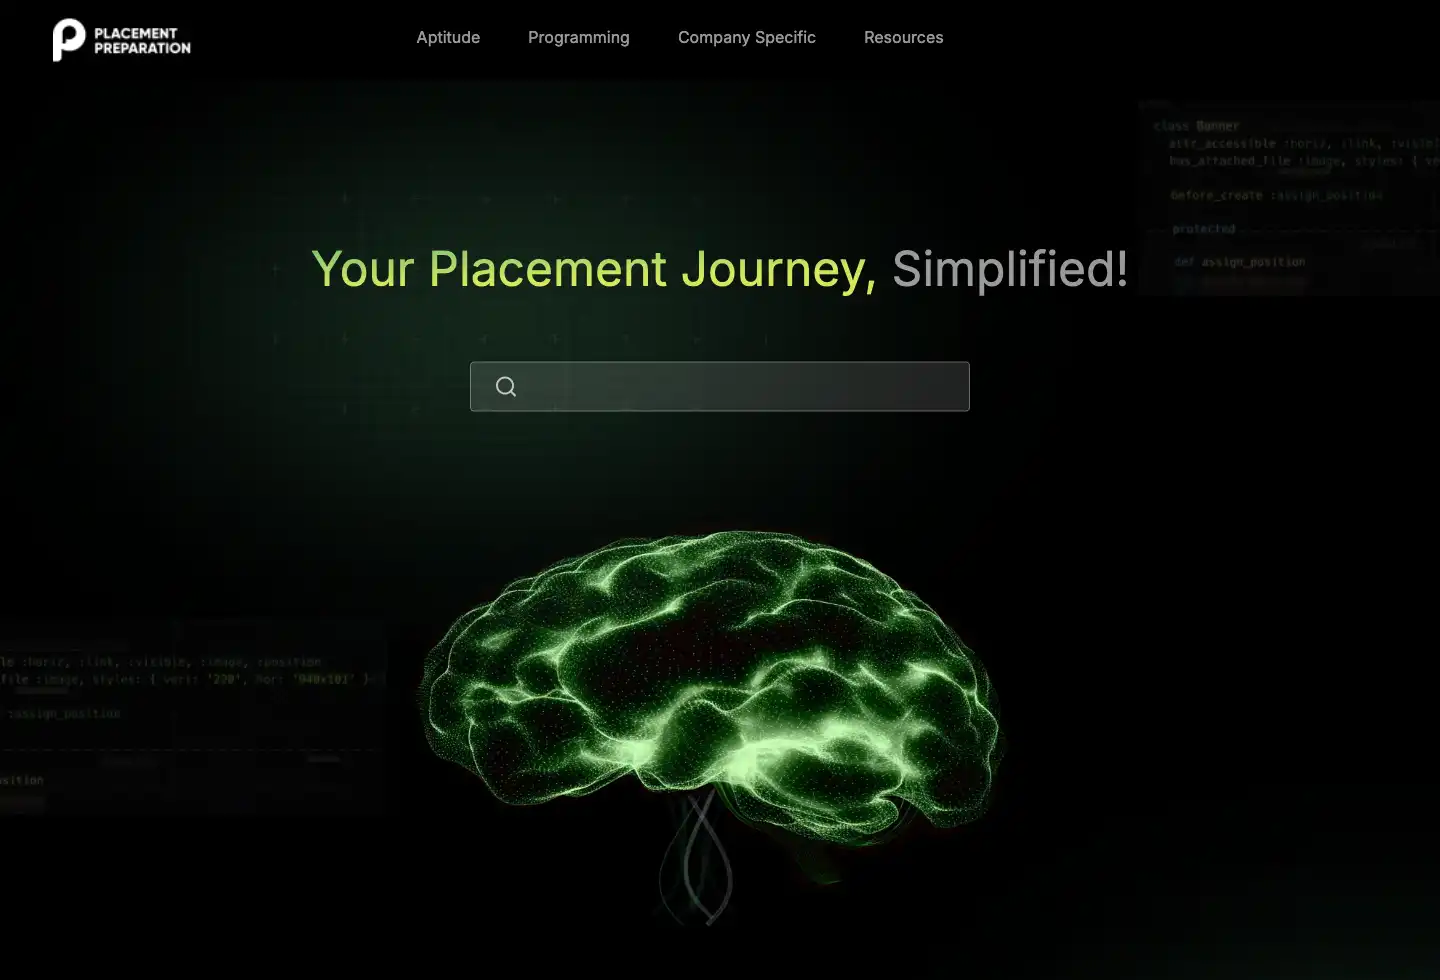 PLACEMENT
PREPARATION
Aptitude
Programming
Company Specific
Resources
class Banner
attr_accessible :horiz, :link, :visibl
has_attached_file :image, styles: { ve
before_create :assign_position
protected
def assign_position
Your Placement Journey, Simplified!
le :horiz, :link, :visible, :image, :position
file :image, styles: { vert: '220', hor: '940x101' }
:assign_position
osition